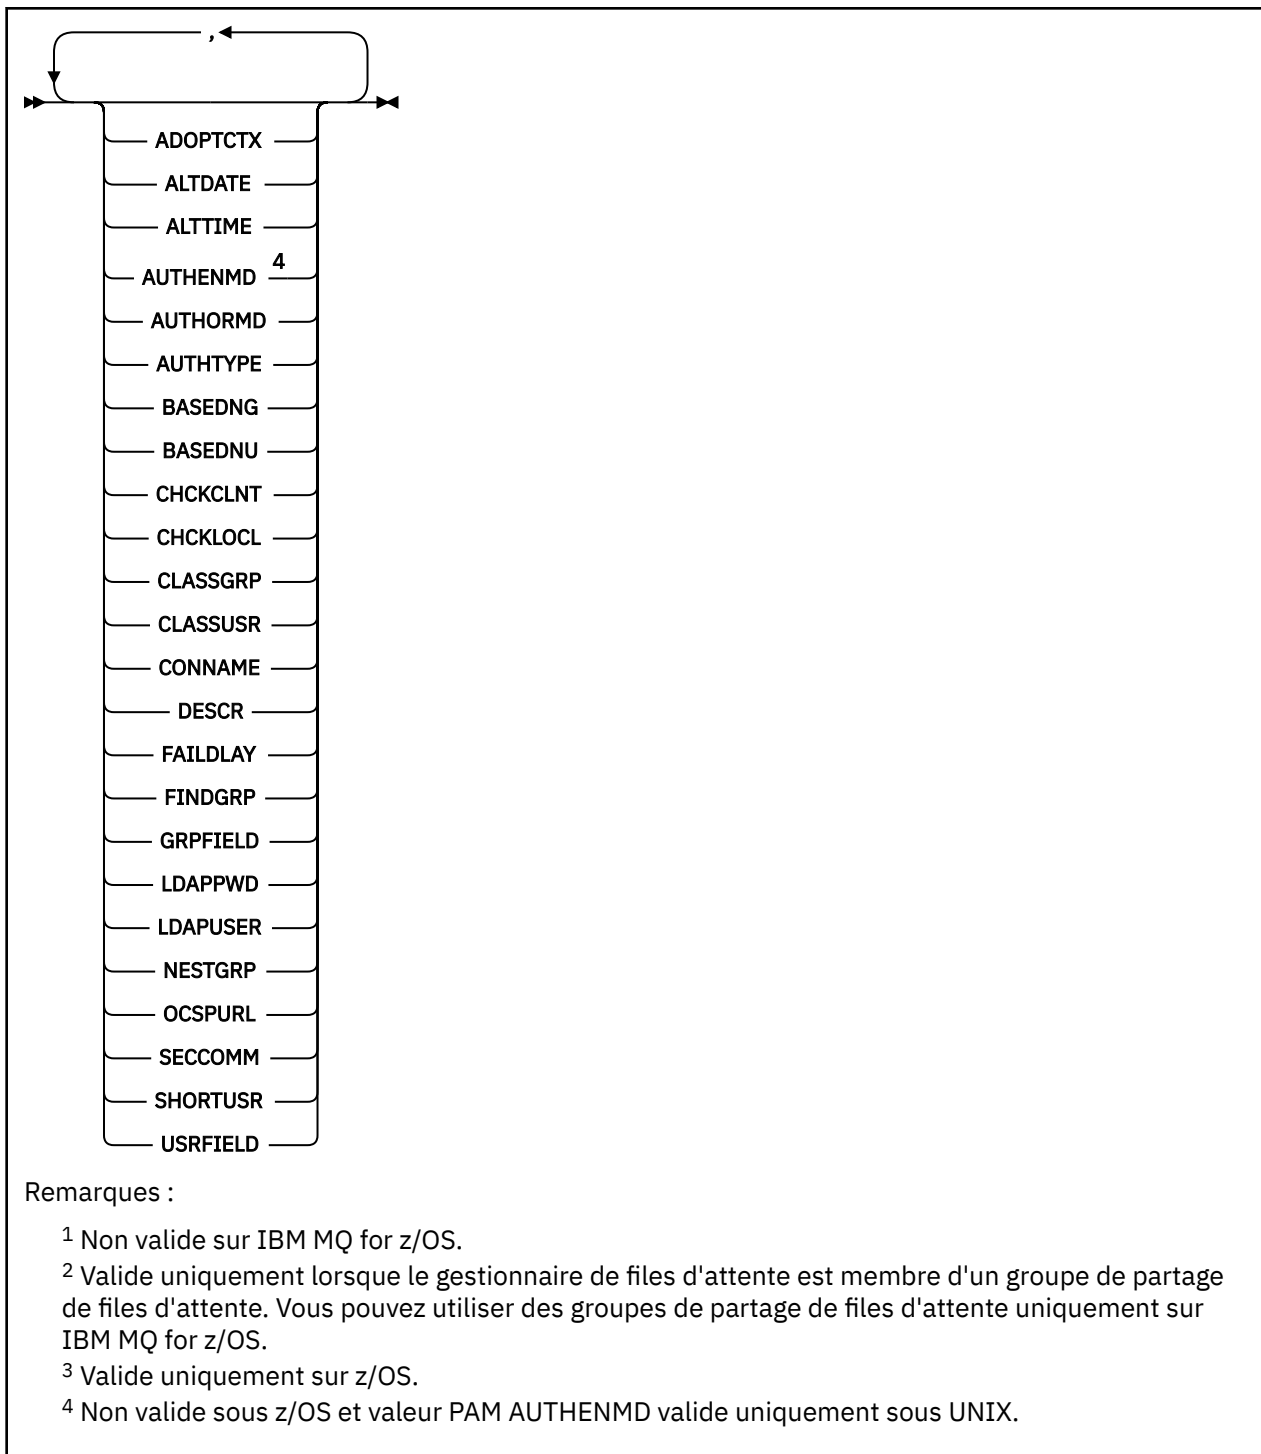 ,
ADOPTCTX
ALTDATE
ALTTIME
AUTHENMD 4
AUTHORMD
AUTHTYPE
BASEDNG
BASEDNU
CHCKCLNT
CHCKLOCL
CLASSGRP
CLASSUSR
CONNAME
DESCR
FAILDLAY
FINDGRP
GRPFIELD
LDAPPWD
LDAPUSER
NESTGRP
OCSPURL
SECCOMM
SHORTUSR
USRFIELD
Remarques :
1 Non valide sur IBM MQ for z/OS.
2 Valide uniquement lorsque le gestionnaire de files d'attente est membre d'un groupe de partage
de files d'attente. Vous pouvez utiliser des groupes de partage de files d'attente uniquement sur
IBM MQ for z/OS.
3 Valide uniquement sur z/OS.
4 Non valide sous z/OS et valeur PAM AUTHENMD valide uniquement sous UNIX.